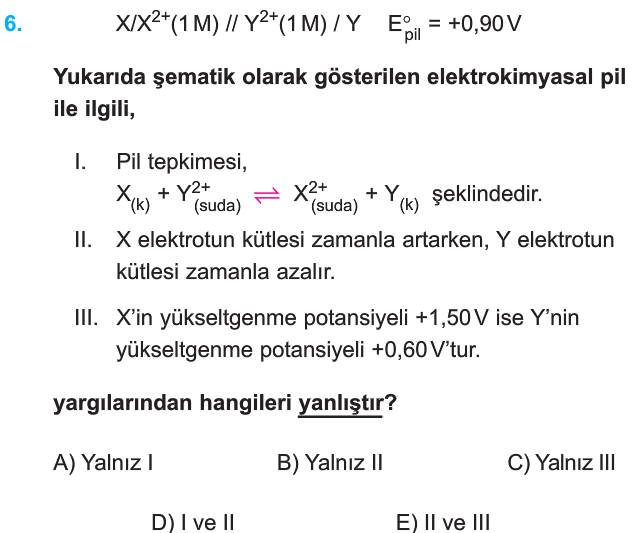 6. X/X²⁺(1 M) // Y²⁺(1 M) / Y E°pil = +0,90 V
Yukarıda şematik olarak gösterilen elektrokimyasal pil
ile ilgili,
I. Pil tepkimesi,
X(k) + Y²⁺(suda) ⇌ X²⁺(suda) + Y(k) şeklindedir.
II. X elektrotun kütlesi zamanla artarken, Y elektrotun
kütlesi zamanla azalır.
III. X'in yükseltgenme potansiyeli +1,50 V ise Y'nin
yükseltgenme potansiyeli +0,60 V'tur.
yargılarından hangileri yanlıştır?
A) Yalnız I B) Yalnız II C) Yalnız III
D) I ve II E) II ve III